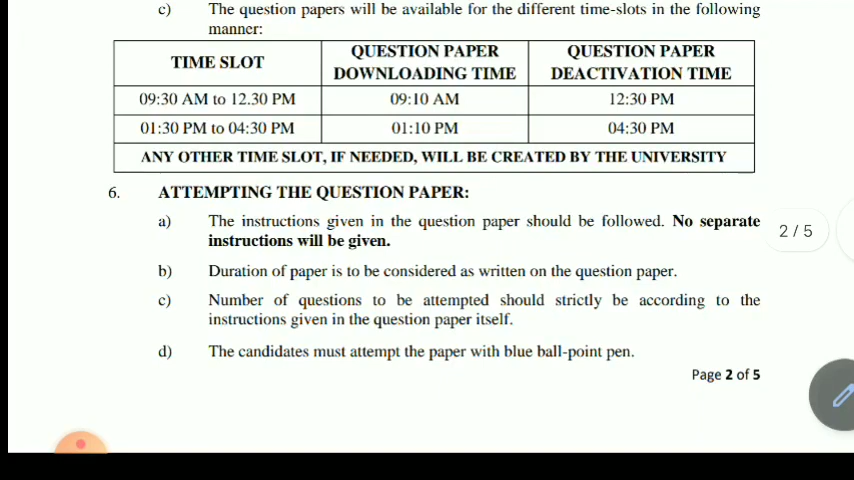 c) The question papers will be available for the different time-slots in the following
manner:
TIME SLOT QUESTION PAPER DOWNLOADING TIME QUESTION PAPER DEACTIVATION TIME
09:30 AM to 12.30 PM 09:10 AM 12:30 PM
01:30 PM to 04:30 PM 01:10 PM 04:30 PM
ANY OTHER TIME SLOT, IF NEEDED, WILL BE CREATED BY THE UNIVERSITY
6. ATTEMPTING THE QUESTION PAPER:
a) The instructions given in the question paper should be followed. No separate
instructions will be given.
2 / 5
b) Duration of paper is to be considered as written on the question paper.
c) Number of questions to be attempted should strictly be according to the
instructions given in the question paper itself.
d) The candidates must attempt the paper with blue ball-point pen.
Page 2 of 5